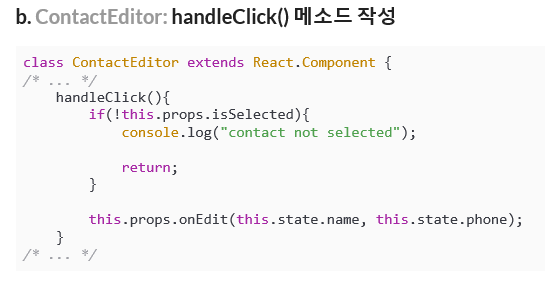 b. ContactEditor: handleClick() 메소드 작성
class ContactEditor extends React.Component {
/* ... */
    handleClick(){
        if(!this.props.isSelected){
            console.log("contact not selected");
            return;
        }
        this.props.onEdit(this.state.name, this.state.phone);
    }
/* ... */